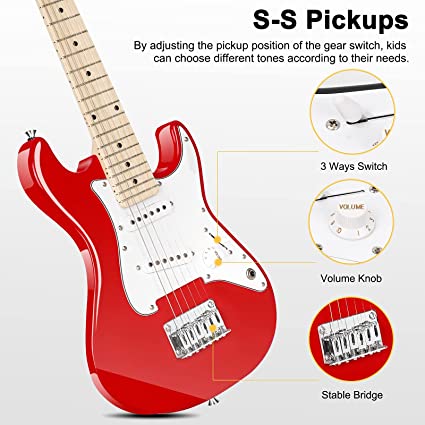 S-S Pickups
By adjusting the pickup position of the gear switch, kids
can choose different tones according to their needs.
3 Ways Switch
VOLUME
Volume Knob
Stable Bridge